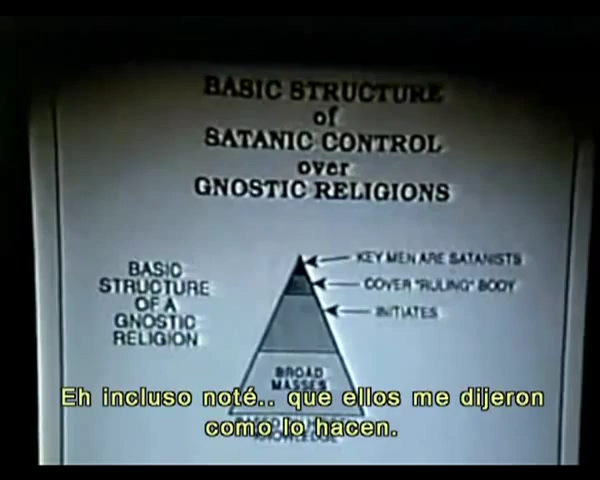 BASIC STRUCTURE
of
SATANIC CONTROL
over
GNOSTIC RELIGIONS
KEY MEN ARE SATANISTS
COVER "RULING" BODY
INITIATES
BASIC
STRUCTURE
OF A
GNOSTIC
RELIGION
BROAD
MASSES
Eh incluso noté.. que ellos me dijeron
como lo hacen.